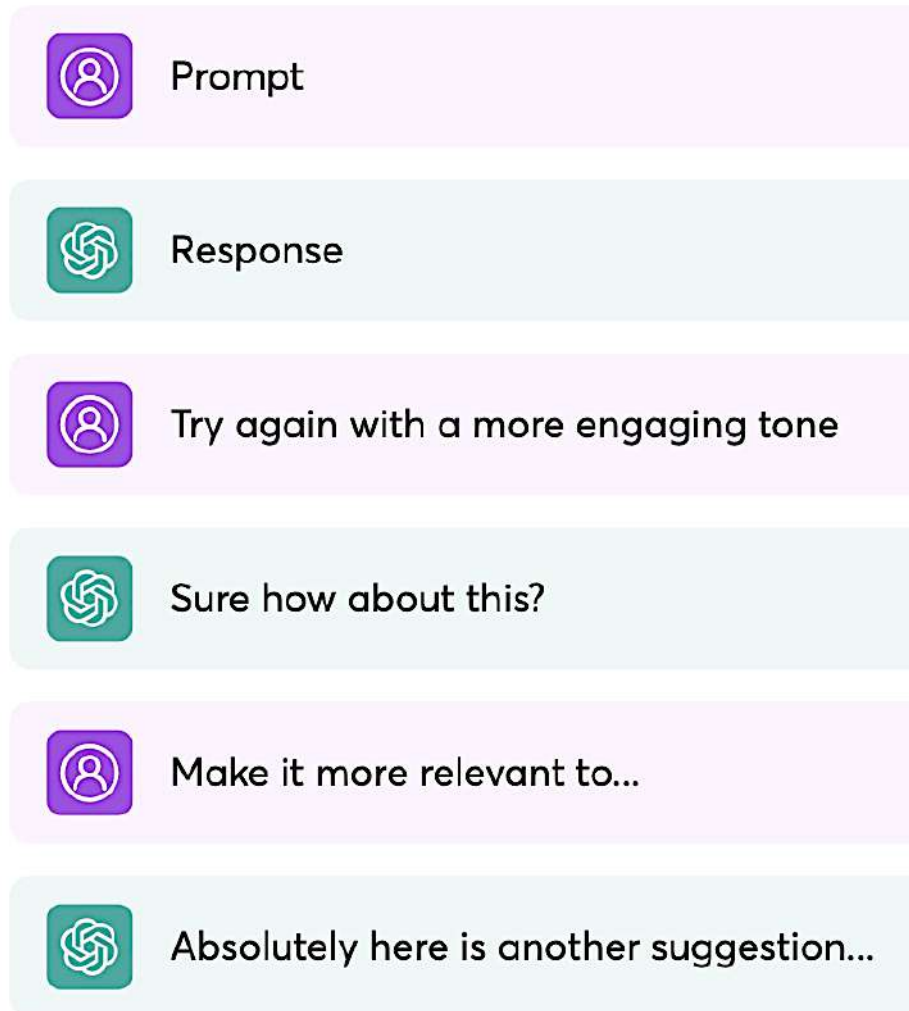 Prompt
Response
Try again with a more engaging tone
Sure how about this?
Make it more relevant to...
Absolutely here is another suggestion...